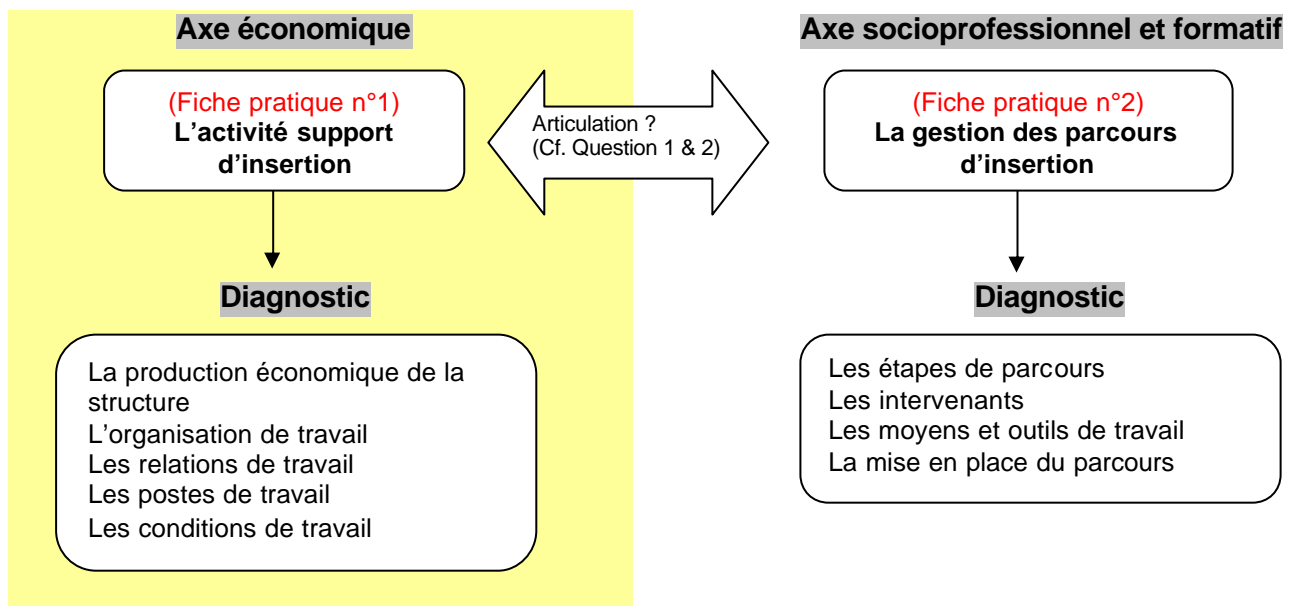 Axe économique
(Fiche pratique n°1)
L'activité support
d'insertion
Diagnostic
La production économique de la
structure
L'organisation de travail
Les relations de travail
Les postes de travail
Les conditions de travail
Articulation ?
(Cf. Question 1 & 2)
Axe socioprofessionnel et formatif
(Fiche pratique n°2)
La gestion des parcours
d'insertion
Diagnostic
Les étapes de parcours
Les intervenants
Les moyens et outils de travail
La mise en place du parcours